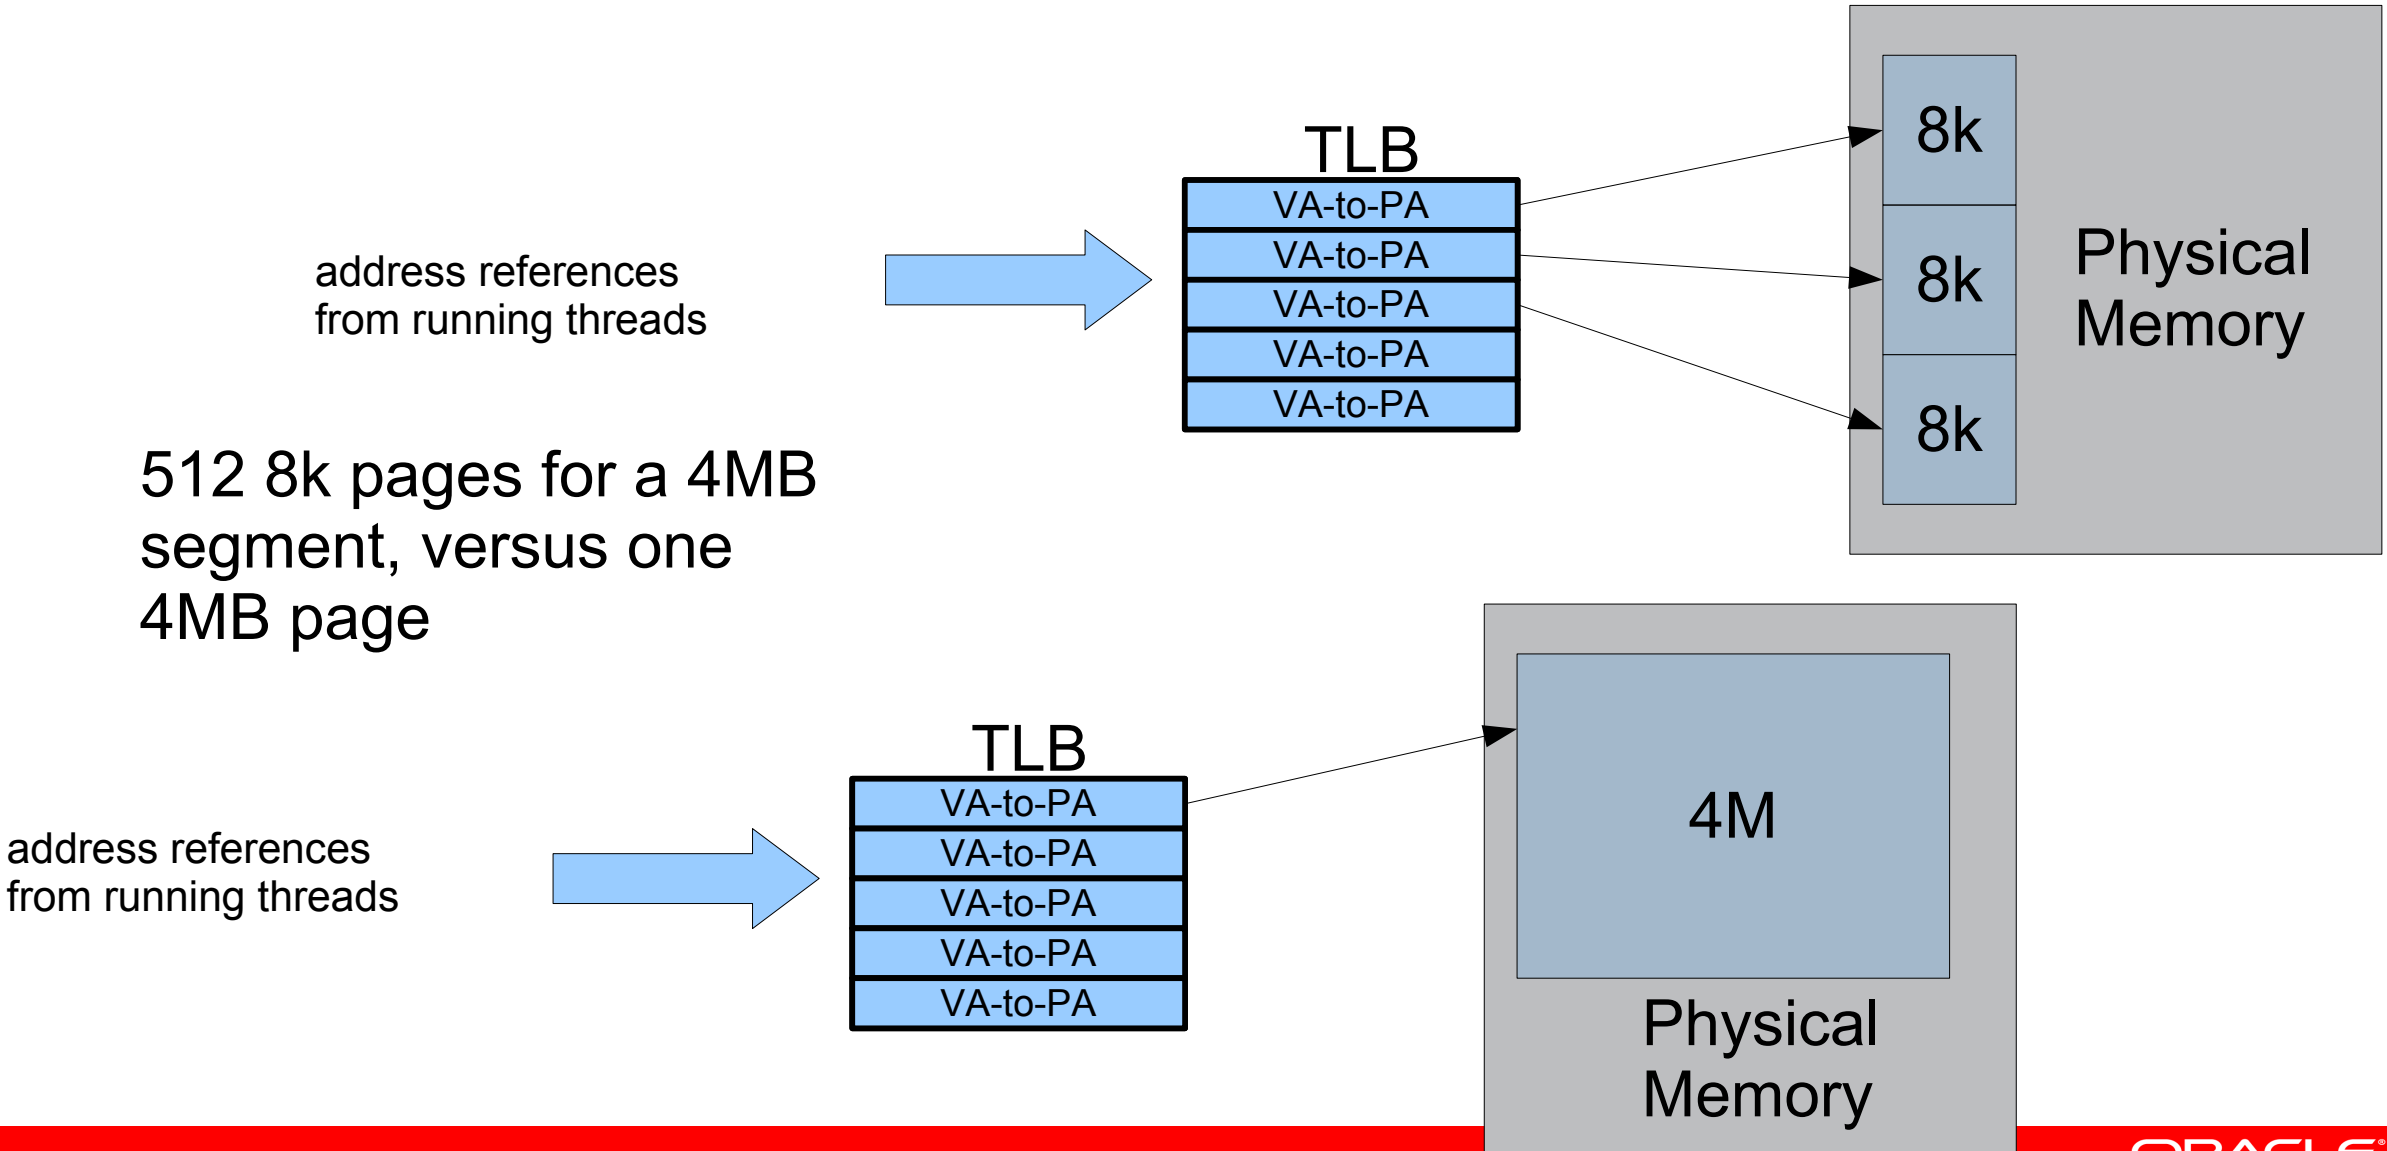 TLB
VA-to-PA
VA-to-PA
VA-to-PA
VA-to-PA
VA-to-PA
address references
from running threads
8k
8k
8k
Physical
Memory
512 8k pages for a 4MB
segment, versus one
4MB page
TLB
VA-to-PA
VA-to-PA
VA-to-PA
VA-to-PA
VA-to-PA
address references
from running threads
4M
Physical
Memory
ORACLE®